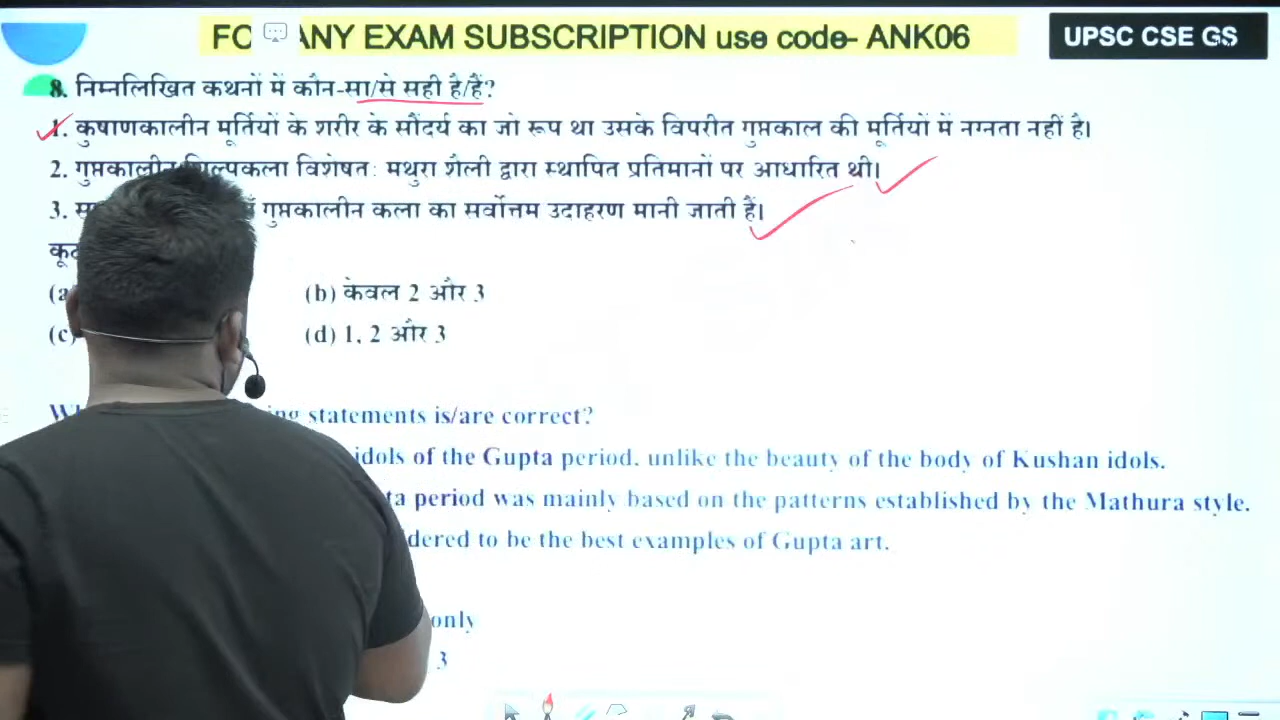 FO ANY EXAM SUBSCRIPTION use code- ANK06
UPSC CSE GS
8. निम्नलिखित कथनों में कौन-सा/से सही है/हैं?
1. कुषाणकालीन मूर्तियों के शरीर के सौंदर्य का जो रूप था उसके विपरीत गुप्तकाल की मूर्तियों में नग्नता नहीं है।
2. गुप्तकालीन शिल्पकला विशेषतः मथुरा शैली द्वारा स्थापित प्रतिमानों पर आधारित थी।
3. गुप्तकालीन कला का सर्वोत्तम उदाहरण मानी जाती हैं।
(a
(b) केवल 2 और 3
(c)
(d) 1, 2 और 3
statements is/are correct?
idols of the Gupta period, unlike the beauty of the body of Kushan idols.
period was mainly based on the patterns established by the Mathura style.
dered to be the best examples of Gupta art.
only
3